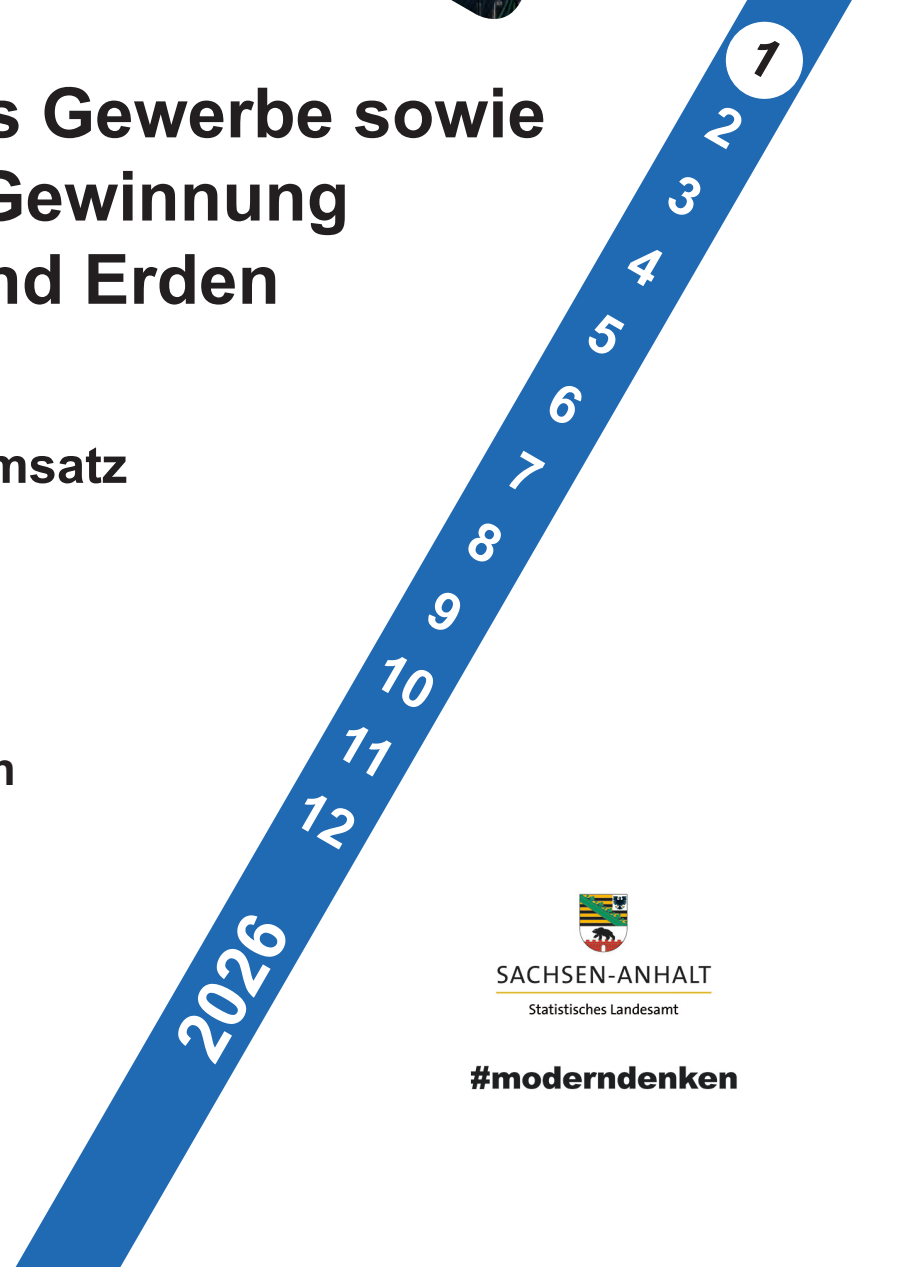 s Gewerbe sowie
Gewinnung
nd Erden
msatz
n
1
2
3
4
5
6
7
8
9
10
11
12
2026
SACHSEN-ANHALT
Statistisches Landesamt
#moderndenken